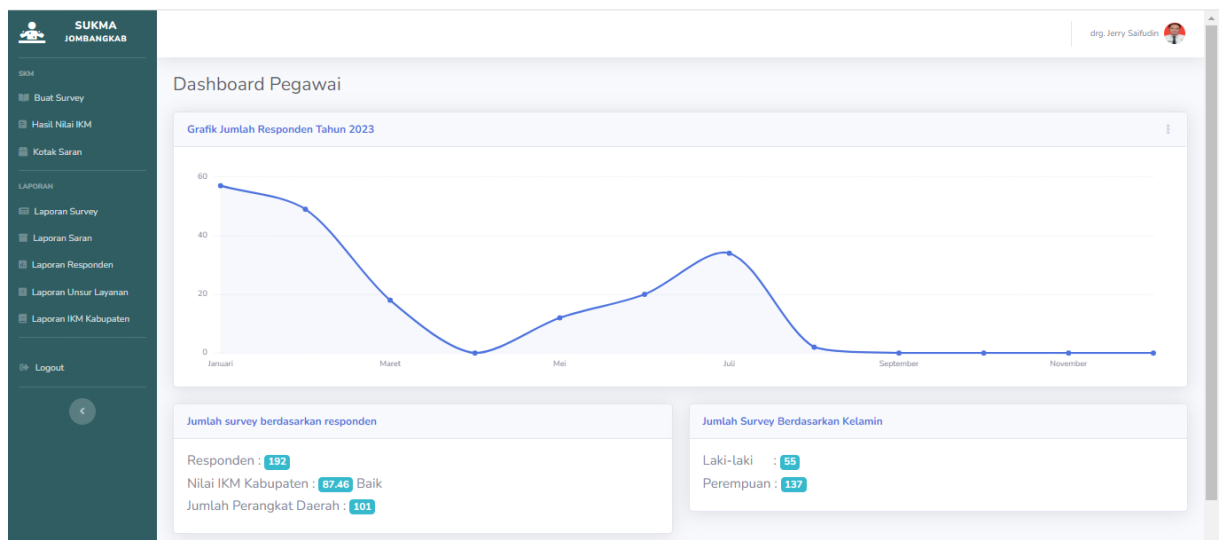 SUKMA
JOMBANGKAB
drg. Jerry Saifudin
SKM
Buat Survey
Hasil Nilai IKM
Kotak Saran
LAPORAN
Laporan Survey
Laporan Saran
Laporan Responden
Laporan Unsur Layanan
Laporan IKM Kabupaten
Logout
Dashboard Pegawai
Grafik Jumlah Responden Tahun 2023
60
40
20
0
Januari Maret Mei Juli September November
Jumlah survey berdasarkan responden
Responden : 192
Nilai IKM Kabupaten : 87.46 Baik
Jumlah Perangkat Daerah : 101
Jumlah Survey Berdasarkan Kelamin
Laki-laki : 55
Perempuan : 137